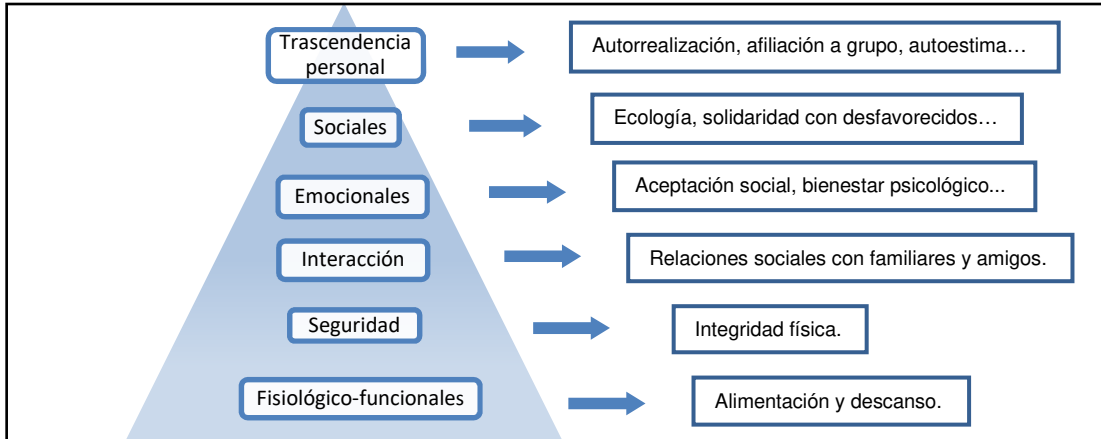 Trascendencia
personal
Autorrealización, afiliación a grupo, autoestima…
Sociales
Ecología, solidaridad con desfavorecidos…
Emocionales
Aceptación social, bienestar psicológico...
Interacción
Relaciones sociales con familiares y amigos.
Seguridad
Integridad física.
Fisiológico-funcionales
Alimentación y descanso.